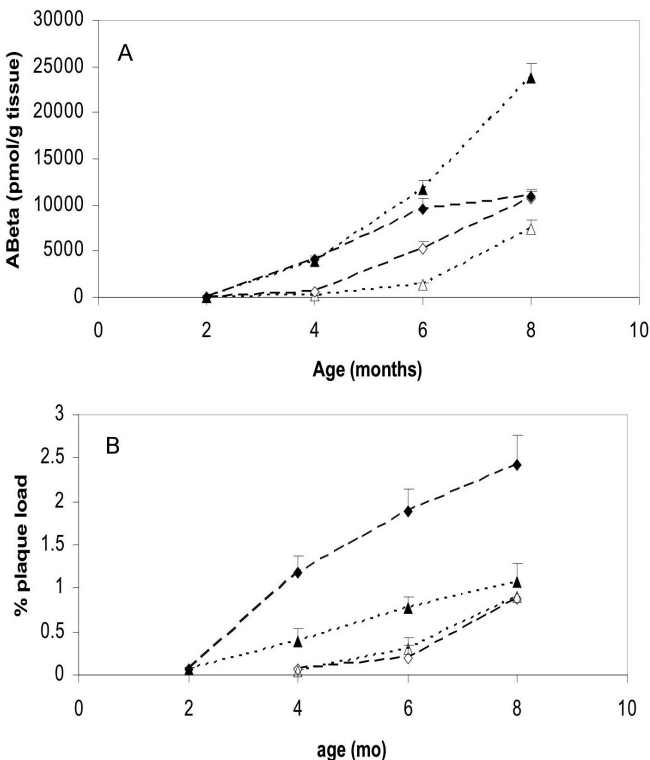 30000
A
25000
20000
15000
10000
5000
0
ABeta (pmol/g tissue)
0 2 4 6 8 10
Age (months)
3
B
2.5
2
1.5
1
0.5
0
% plaque load
0 2 4 6 8 10
age (mo)